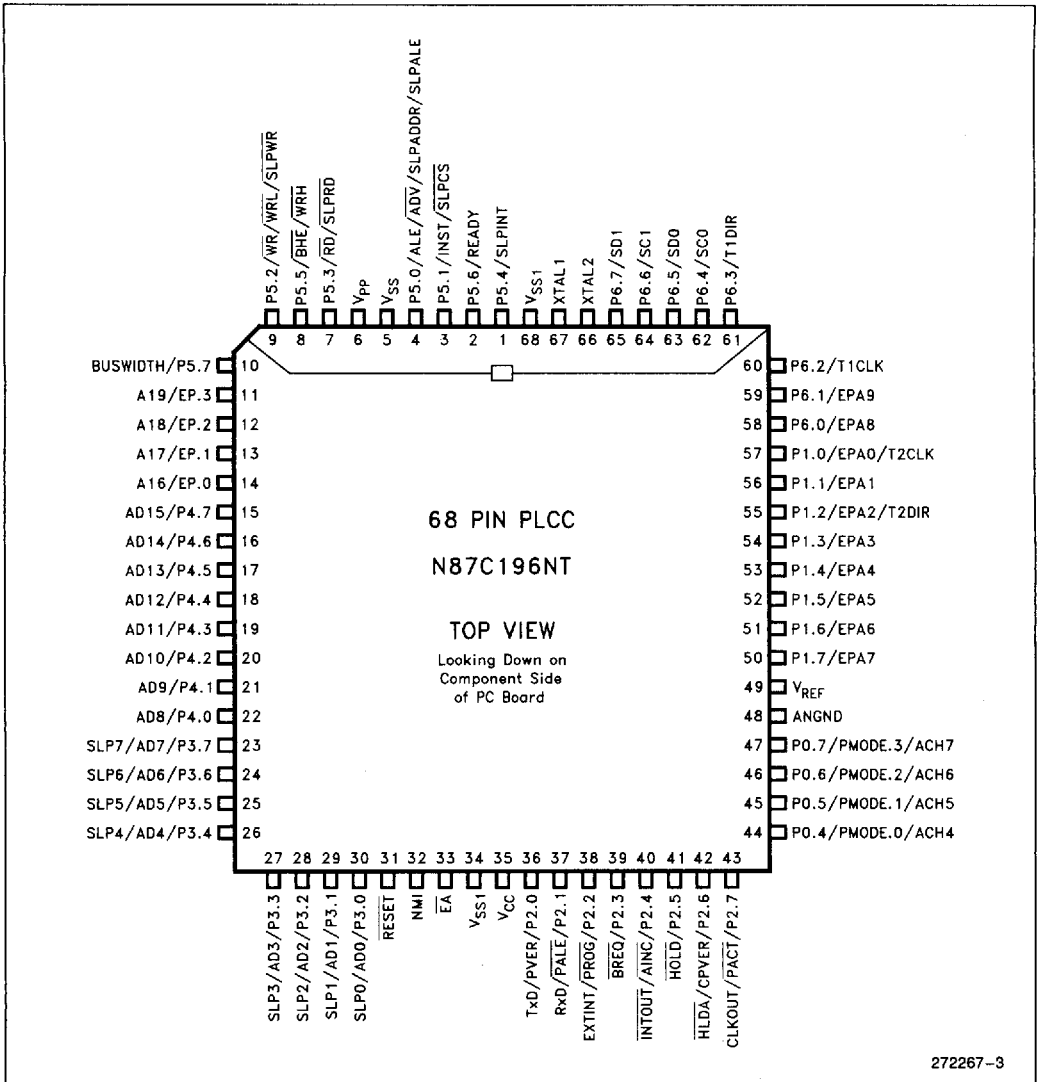 P5.2/WR/WRL/SLPWR
P5.5/BHE/WRH
P5.3/RD/SLPRD
VPP
VSS
P5.0/ALE/ADV/SLPADDR/SLPALE
P5.1/INST/SLPCS
P5.6/READY
P5.4/SLPINT
VSS1
XTAL1
XTAL2
P6.7/SD1
P6.6/SC1
P6.5/SD0
P6.4/SC0
P6.3/T1DIR
9 8 7 6 5 4 3 2 1 68 67 66 65 64 63 62 61
BUSWIDTH/P5.7 10
A19/EP.3 11
A18/EP.2 12
A17/EP.1 13
A16/EP.0 14
AD15/P4.7 15
AD14/P4.6 16
AD13/P4.5 17
AD12/P4.4 18
AD11/P4.3 19
AD10/P4.2 20
AD9/P4.1 21
AD8/P4.0 22
SLP7/AD7/P3.7 23
SLP6/AD6/P3.6 24
SLP5/AD5/P3.5 25
SLP4/AD4/P3.4 26
68 PIN PLCC
N87C196NT
TOP VIEW
Looking Down on
Component Side
of PC Board
60 P6.2/T1CLK
59 P6.1/EPA9
58 P6.0/EPA8
57 P1.0/EPA0/T2CLK
56 P1.1/EPA1
55 P1.2/EPA2/T2DIR
54 P1.3/EPA3
53 P1.4/EPA4
52 P1.5/EPA5
51 P1.6/EPA6
50 P1.7/EPA7
49 VREF
48 ANGND
47 P0.7/PMODE.3/ACH7
46 P0.6/PMODE.2/ACH6
45 P0.5/PMODE.1/ACH5
44 P0.4/PMODE.0/ACH4
27 28 29 30 31 32 33 34 35 36 37 38 39 40 41 42 43
SLP3/AD3/P3.3
SLP2/AD2/P3.2
SLP1/AD1/P3.1
SLP0/AD0/P3.0
RESET
NMI
EA
VSS1
VCC
TxD/PVER/P2.0
RxD/PALE/P2.1
EXTINT/PROG/P2.2
BREQ/P2.3
INTOUT/AINC/P2.4
HOLD/P2.5
HLDA/CPVER/P2.6
CLKOUT/PACT/P2.7
272267-3